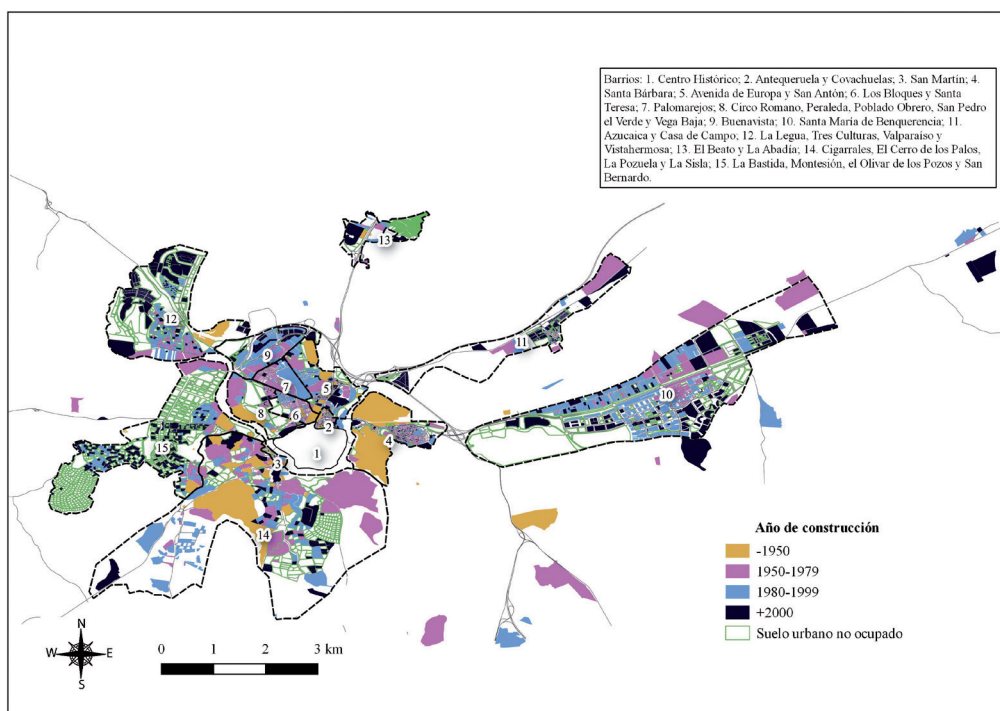 Barrios: 1. Centro Histórico; 2. Antequeruela y Covachuelas; 3. San Martín; 4.
Santa Bárbara; 5. Avenida de Europa y San Antón; 6. Los Bloques y Santa
Teresa; 7. Palomarejos; 8. Circo Romano, Peraleda, Poblado Obrero, San Pedro
el Verde y Vega Baja; 9. Buenavista; 10. Santa María de Benquerencia; 11.
Azucaica y Casa de Campo; 12. La Legua, Tres Culturas, Valparaíso y
Vistahermosa; 13. El Beato y La Abadía; 14. Cigarrales, El Cerro de los Palos,
La Pozuela y La Sisla; 15. La Bastida, Montesión, el Olivar de los Pozos y San
Bernardo.
13
12
11
9
7
5
10
8
6
2
4
1
15
3
14
Año de construcción
-1950
1950-1979
1980-1999
+2000
Suelo urbano no ocupado
N
W E
S
0 1 2 3 km